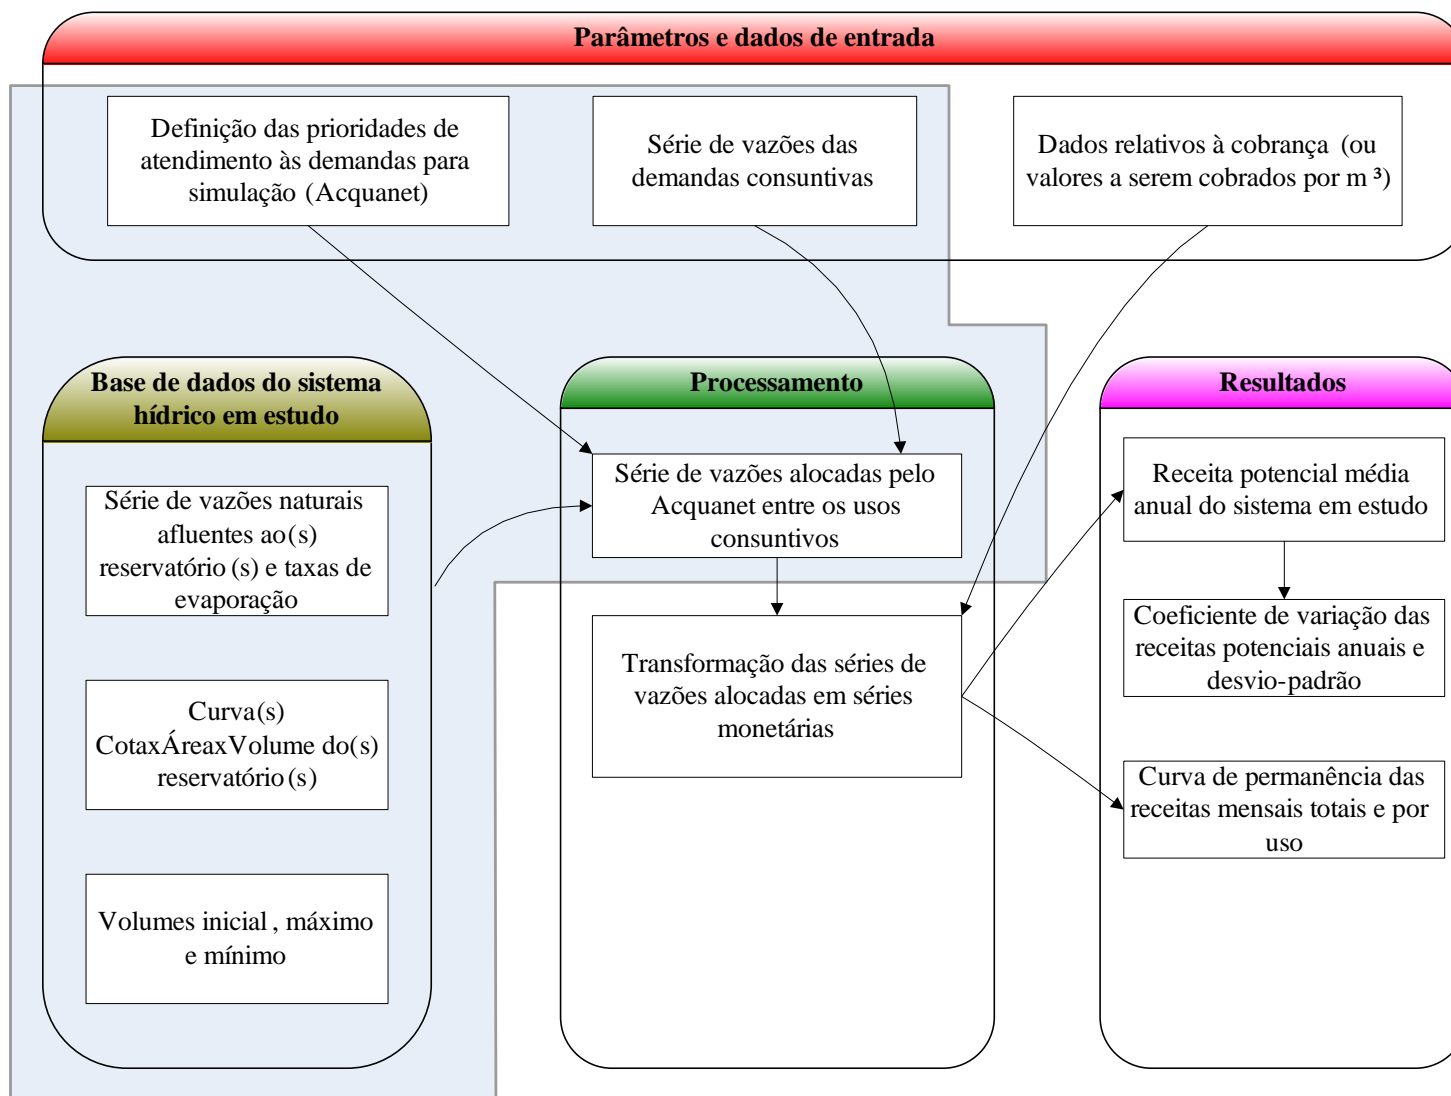 Parâmetros e dados de entrada
Definição das prioridades de
atendimento às demandas para
simulação (Acquanet)
Série de vazões das
demandas consuntivas
Dados relativos à cobrança (ou
valores a serem cobrados por m³)
Base de dados do sistema
hídrico em estudo
Série de vazões naturais
afluentes ao(s)
reservatório(s) e taxas de
evaporação
Curva(s)
CotaxÁreaxVolume do(s)
reservatório(s)
Volumes inicial, máximo
e mínimo
Processamento
Série de vazões alocadas pelo
Acquanet entre os usos
consuntivos
Transformação das séries de
vazões alocadas em séries
monetárias
Resultados
Receita potencial média
anual do sistema em estudo
Coeficiente de variação das
receitas potenciais anuais e
desvio-padrão
Curva de permanência das
receitas mensais totais e por
uso